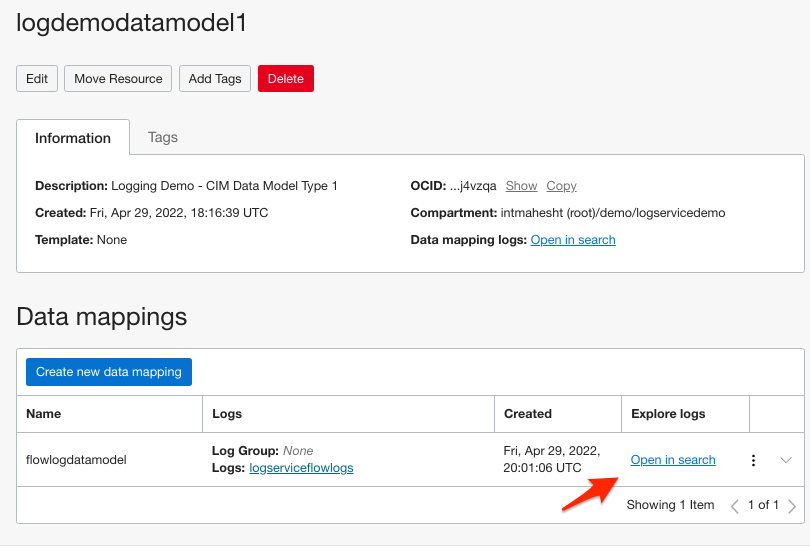 logdemodatamodel1
Edit Move Resource Add Tags Delete
Information Tags
Description: Logging Demo - CIM Data Model Type 1 OCID: ...j4vzqa Show Copy
Created: Fri, Apr 29, 2022, 18:16:39 UTC Compartment: intmahesht (root)/demo/logservicedemo
Template: None Data mapping logs: Open in search
Data mappings
Create new data mapping
Name Logs Created Explore logs
Log Group: None Fri, Apr 29, 2022,
flowlogdatamodel Open in search
Logs: logserviceflowlogs 20:01:06 UTC
Showing 1 Item 1 of 1